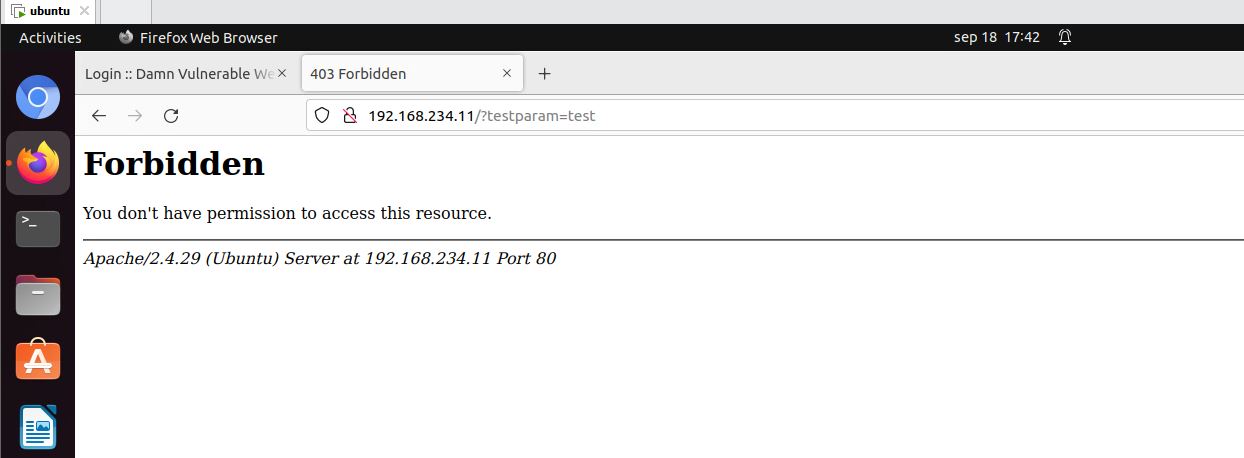 ubuntu
Activities Firefox Web Browser sep 18 17:42
Login :: Damn Vulnerable We 403 Forbidden
192.168.234.11/?testparam=test
Forbidden
You don't have permission to access this resource.
Apache/2.4.29 (Ubuntu) Server at 192.168.234.11 Port 80